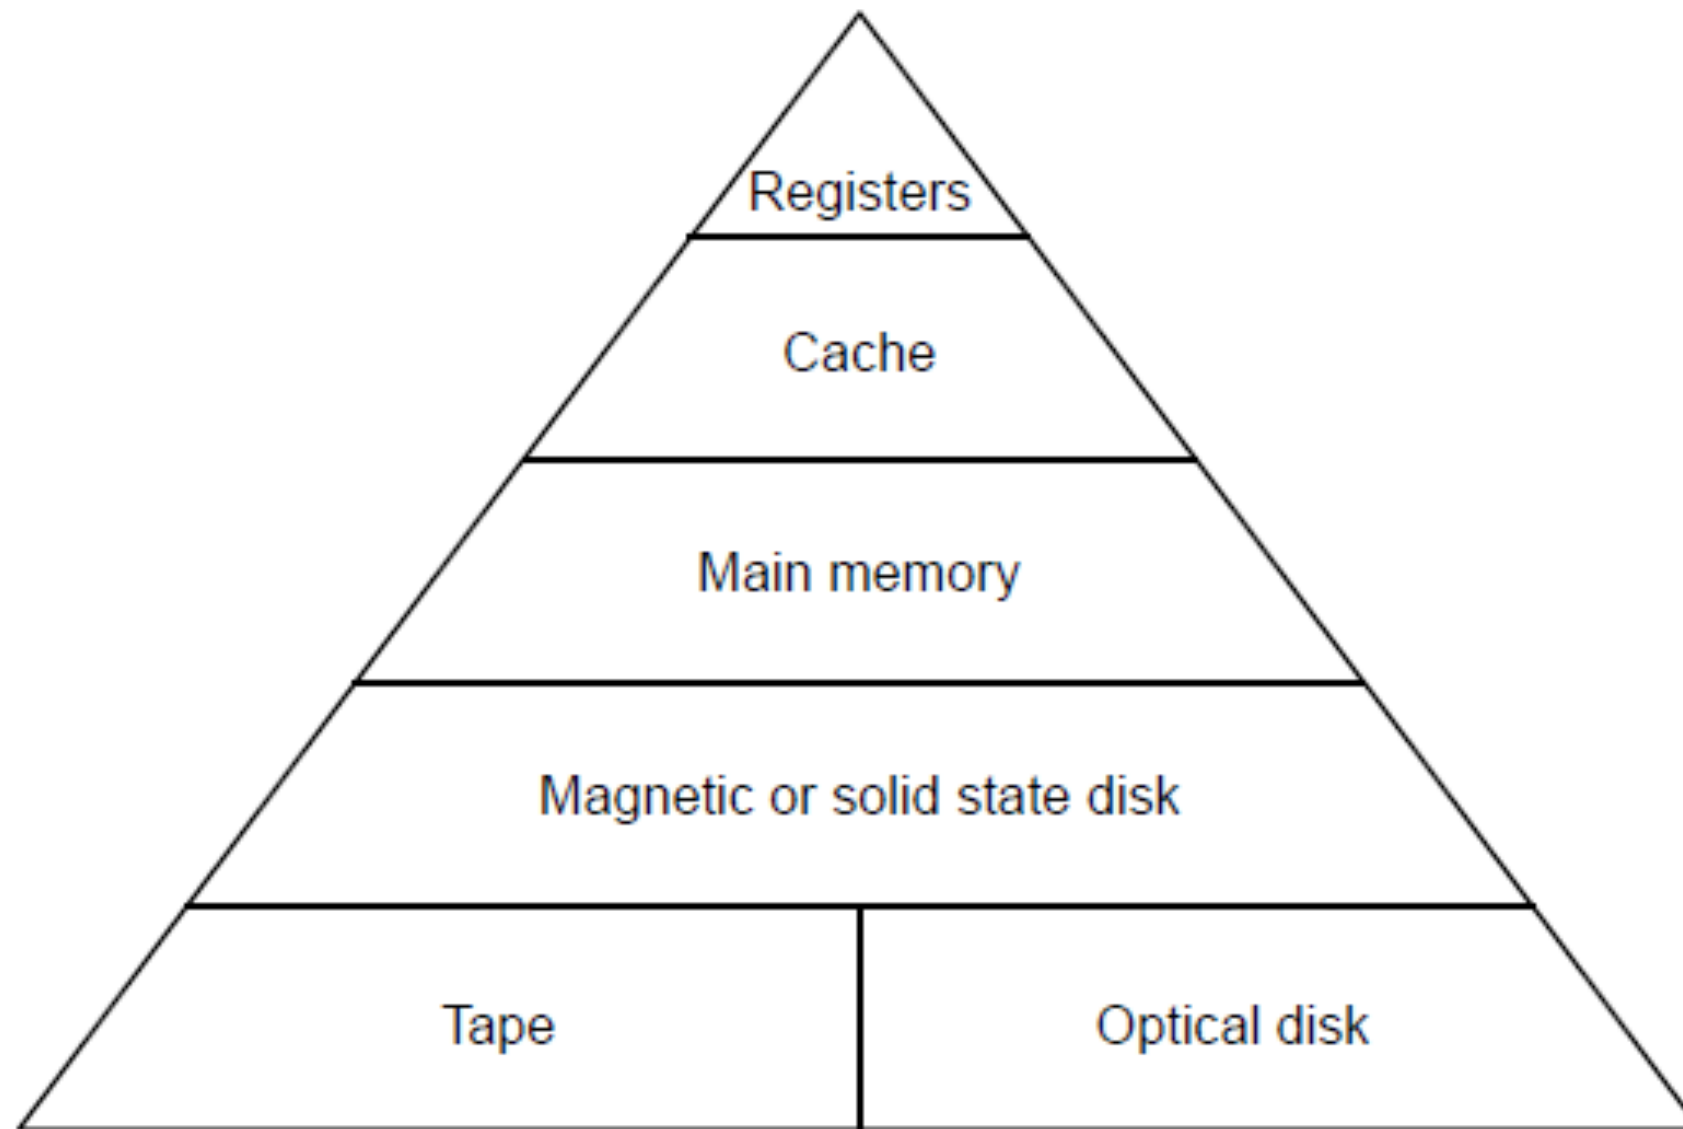 Registers
Cache
Main memory
Magnetic or solid state disk
Tape
Optical disk